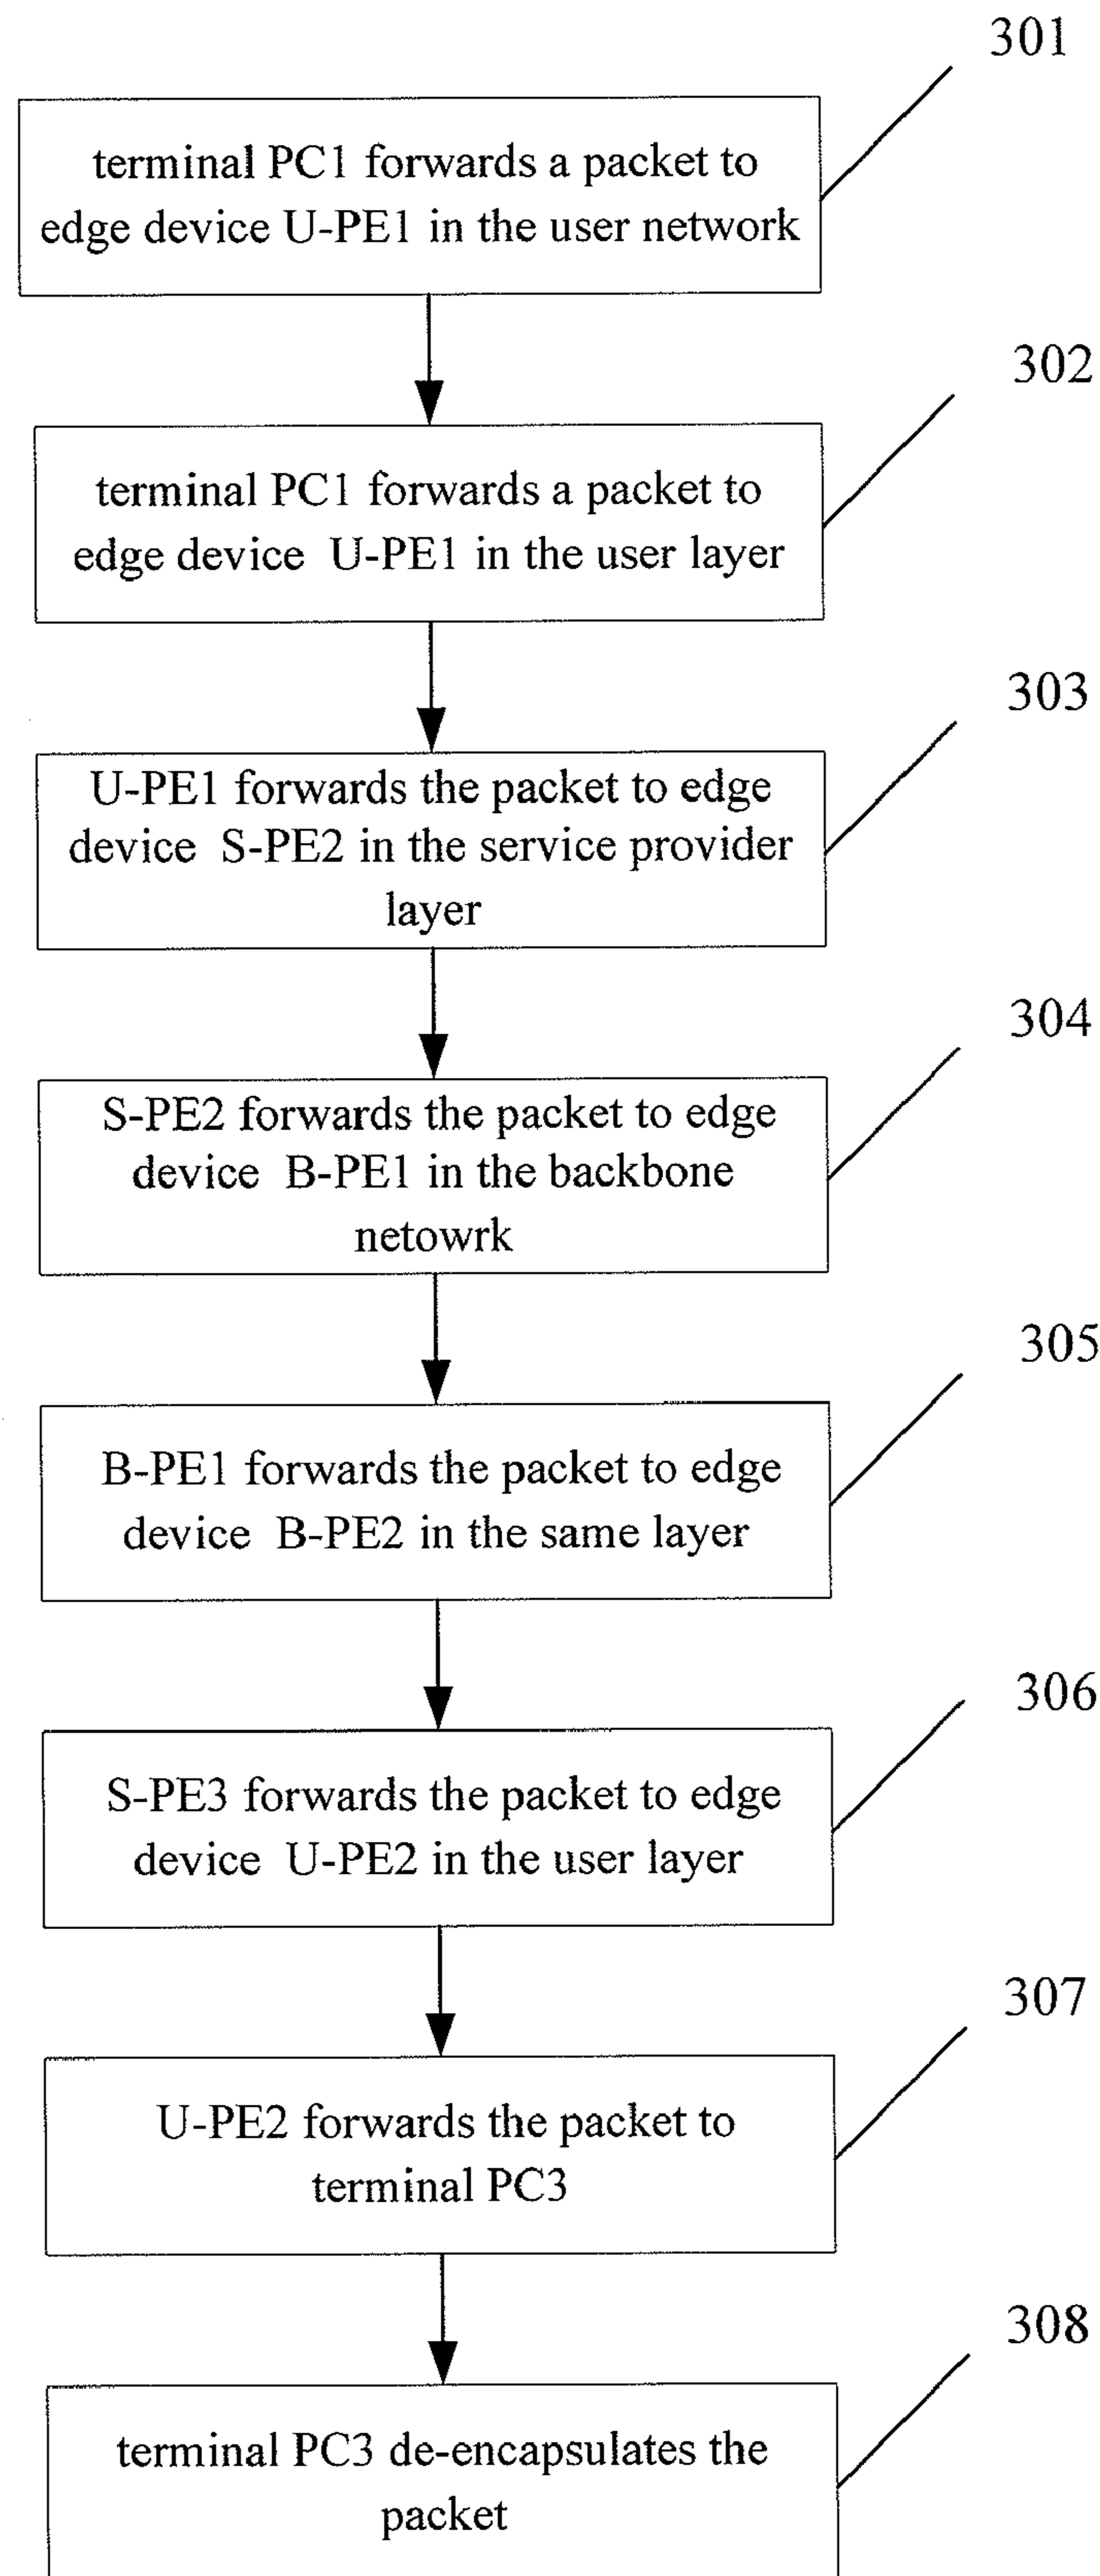 301
terminal PC1 forwards a packet to
edge device U-PE1 in the user network
302
terminal PC1 forwards a packet to
edge device U-PE1 in the user layer
303
U-PE1 forwards the packet to edge
device S-PE2 in the service provider
layer
304
S-PE2 forwards the packet to edge
device B-PE1 in the backbone
netowrk
305
B-PE1 forwards the packet to edge
device B-PE2 in the same layer
306
S-PE3 forwards the packet to edge
device U-PE2 in the user layer
307
U-PE2 forwards the packet to
terminal PC3
308
terminal PC3 de-encapsulates the
packet